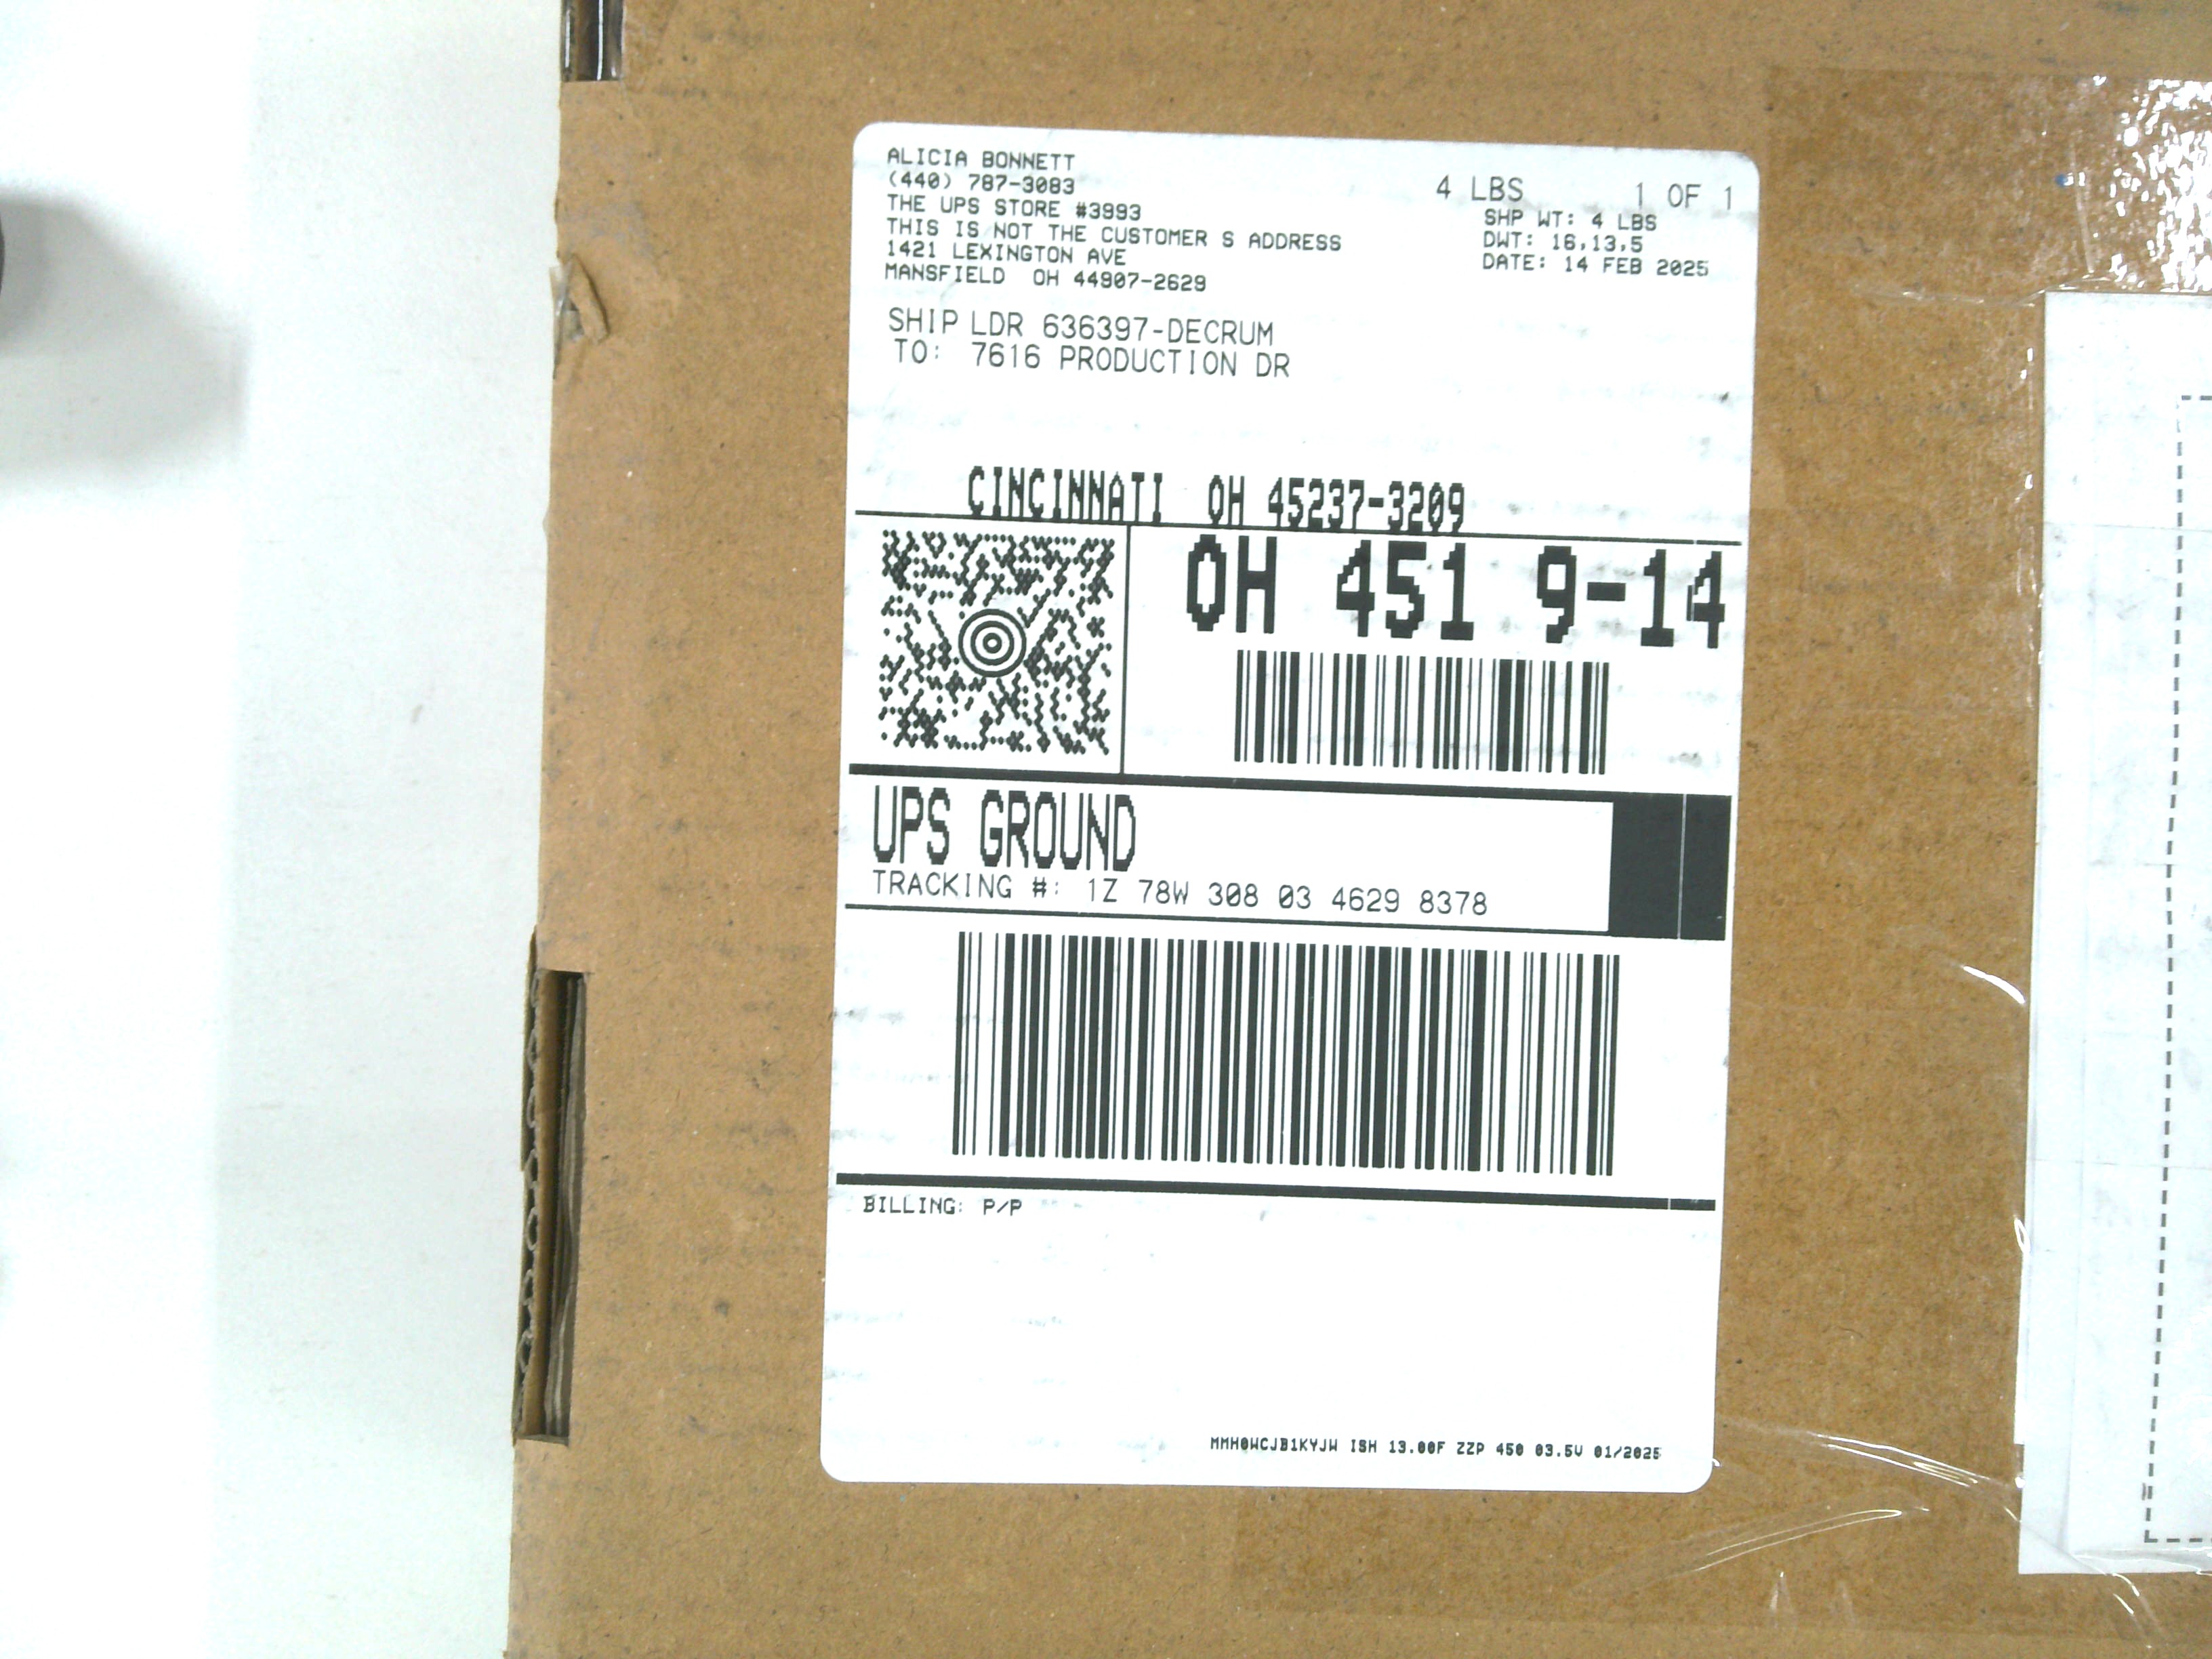 ALICIA BONNETT
(440) 787-3083
THE UPS STORE #3993
THIS IS NOT THE CUSTOMER S ADDRESS
1421 LEXINGTON AVE
MANSFIELD OH 44907-2629
4 LBS 1 OF 1
SHP WT: 4 LBS
DWT: 16,13,5
DATE: 14 FEB 2025
SHIP LDR 636397-DECRUM
TO: 7616 PRODUCTION DR
CINCINNATI OH 45237-3209
OH 451 9-14
UPS GROUND
TRACKING #: 1Z 78W 308 03 4629 8378
BILLING: P/P
MMH0WCJB1KYJW ISH 13.00F ZZP 450 03.5V 01/2025